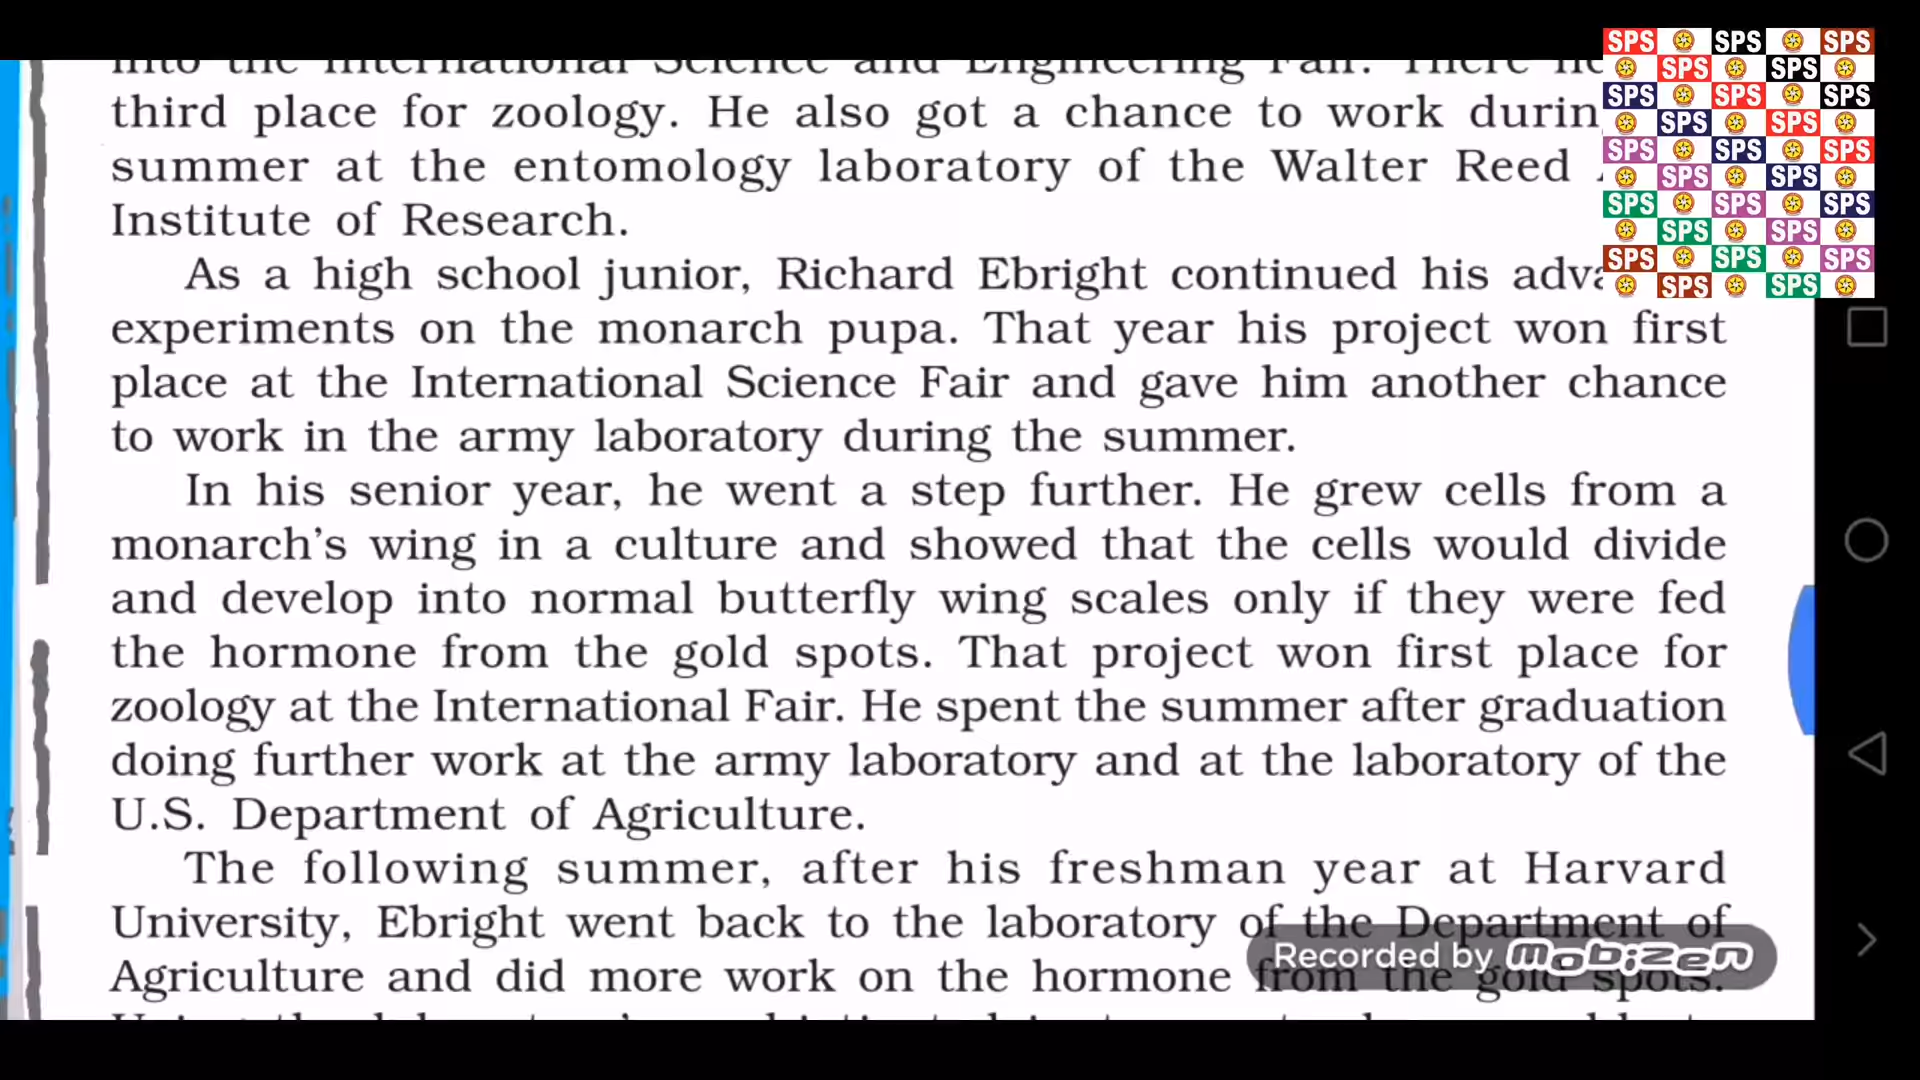 into the International Science and Engineering Fair. There
third place for zoology. He also got a chance to work
summer at the entomology laboratory of the Walter Reed
Institute of Research.
As a high school junior, Richard Ebright continued his
experiments on the monarch pupa. That year his project won first
place at the International Science Fair and gave him another chance
to work in the army laboratory during the summer.
In his senior year, he went a step further. He grew cells from a
monarch's wing in a culture and showed that the cells would divide
and develop into normal butterfly wing scales only if they were fed
the hormone from the gold spots. That project won first place for
zoology at the International Fair. He spent the summer after graduation
doing further work at the army laboratory and at the laboratory of the
U.S. Department of Agriculture.
The following summer, after his freshman year at Harvard
University, Ebright went back to the laboratory of the Department of
Agriculture and did more work on the hormone from the gold spots.
Recorded by mobizen
SPS SPS SPS
SPS SPS
SPS SPS SPS
SPS SPS
SPS SPS SPS
SPS SPS
SPS SPS SPS
SPS SPS
SPS SPS SPS
SPS SPS